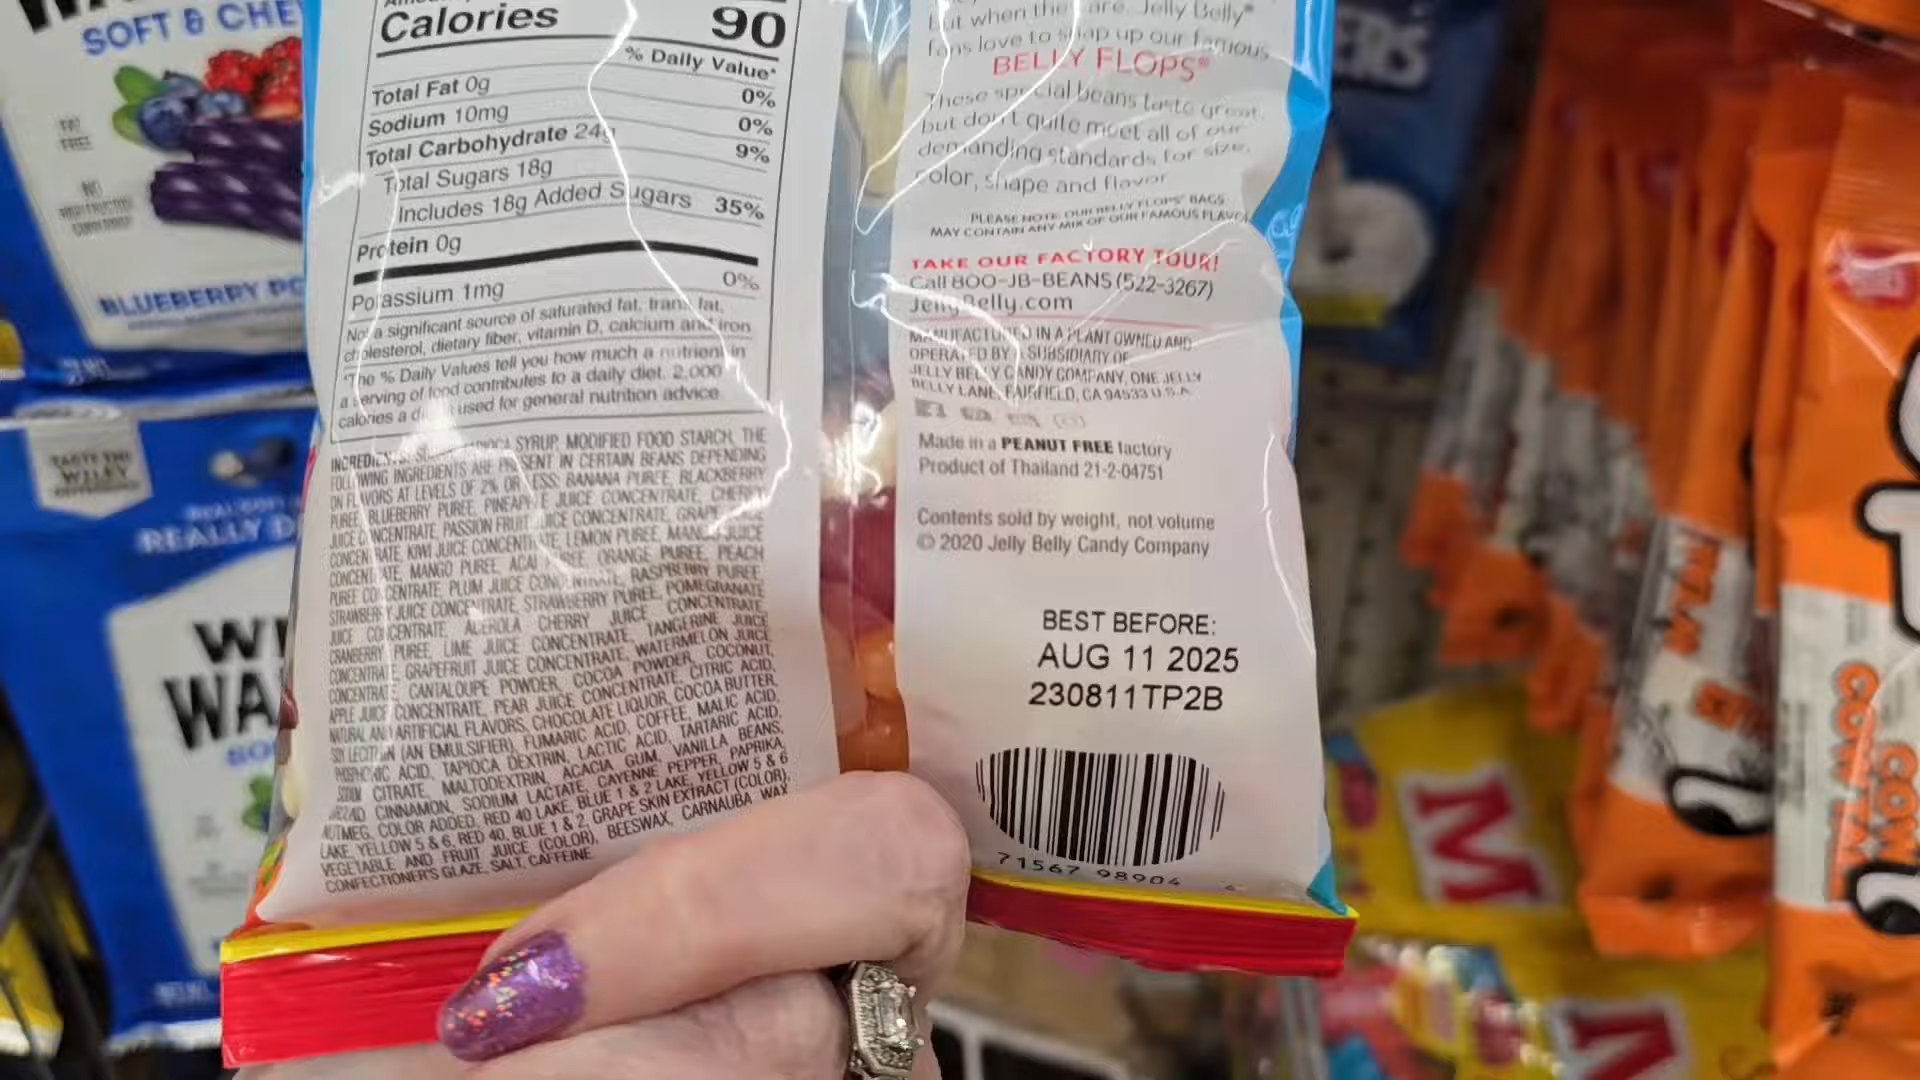 SOFT & CHE
BLUEBERRY PO
REALLY D
WI
WA
Calories 90
% Daily Value*
Total Fat 0g 0%
Sodium 10mg 0%
Total Carbohydrate 24g 9%
Total Sugars 18g
Includes 18g Added Sugars 35%
Protein 0g
Potassium 1mg 0%
Not a significant source of saturated fat, trans fat,
cholesterol, dietary fiber, vitamin D, calcium and iron
*The % Daily Values tell you how much a nutrient in
a serving of food contributes to a daily diet. 2,000
calories a day used for general nutrition advice.
SYRUP, MODIFIED FOOD STARCH, THE
FOLLOWING INGREDIENTS ARE PRESENT IN CERTAIN BEANS DEPENDING
ON FLAVORS AT LEVELS OF 2% OR LESS: BANANA PUREE, BLACKBERRY
PUREE, BLUEBERRY PUREE, PINEAPPLE JUICE CONCENTRATE, CHERRY
JUICE CONCENTRATE, PASSION FRUIT JUICE CONCENTRATE, GRAPE JUICE
CONCENTRATE, KIWI JUICE CONCENTRATE, LEMON PUREE, MANGO JUICE
CONCENTRATE, MANGO PUREE, ACAI PUREE, ORANGE PUREE, PEACH
PUREE CONCENTRATE, PLUM JUICE CONCENTRATE, RASPBERRY PUREE,
STRAWBERRY JUICE CONCENTRATE, STRAWBERRY PUREE, POMEGRANATE
JUICE CONCENTRATE, ACEROLA CHERRY JUICE CONCENTRATE,
CRANBERRY PUREE, LIME JUICE CONCENTRATE, TANGERINE JUICE
CONCENTRATE, GRAPEFRUIT JUICE CONCENTRATE, WATERMELON JUICE
CONCENTRATE, CANTALOUPE POWDER, COCOA POWDER, COCONUT,
APPLE JUICE CONCENTRATE, PEAR JUICE CONCENTRATE, CITRIC ACID,
NATURAL AND ARTIFICIAL FLAVORS, CHOCOLATE LIQUOR, COCOA BUTTER,
SOY LECITHIN (AN EMULSIFIER), FUMARIC ACID, COFFEE, MALIC ACID,
PHOSPHORIC ACID, TAPIOCA DEXTRIN, LACTIC ACID, TARTARIC ACID,
SODIUM CITRATE, MALTODEXTRIN, ACACIA GUM, VANILLA BEANS,
GROUND CINNAMON, SODIUM LACTATE, CAYENNE PEPPER, PAPRIKA,
NUTMEG, COLOR ADDED, RED 40 LAKE, BLUE 1 & 2 LAKE, YELLOW 5 & 6
LAKE, YELLOW 5 & 6, RED 40, BLUE 1 & 2, GRAPE SKIN EXTRACT (COLOR),
VEGETABLE AND FRUIT JUICE (COLOR), BEESWAX, CARNAUBA WAX,
CONFECTIONER'S GLAZE, SALT, CAFFEINE.
but when they are, Jelly Belly®
fans love to snap up our famous
BELLY FLOPS®
These special beans taste great,
but don't quite meet all of our
demanding standards for size,
color, shape and flavor.
PLEASE NOTE: OUR BELLY FLOPS® BAGS
MAY CONTAIN ANY MIX OF OUR FAMOUS FLAVO
TAKE OUR FACTORY TOUR!
Call 800-JB-BEANS (522-3267)
JellyBelly.com
MANUFACTURED IN A PLANT OWNED AND
OPERATED BY A SUBSIDIARY OF
JELLY BELLY CANDY COMPANY, ONE JELLY
BELLY LANE, FAIRFIELD, CA 94533 U.S.A.
Made in a PEANUT FREE factory
Product of Thailand 21-2-04751
Contents sold by weight, not volume
© 2020 Jelly Belly Candy Company
BEST BEFORE:
AUG 11 2025
230811TP2B
71567 98904
ERS
M
M
COW TA
COW